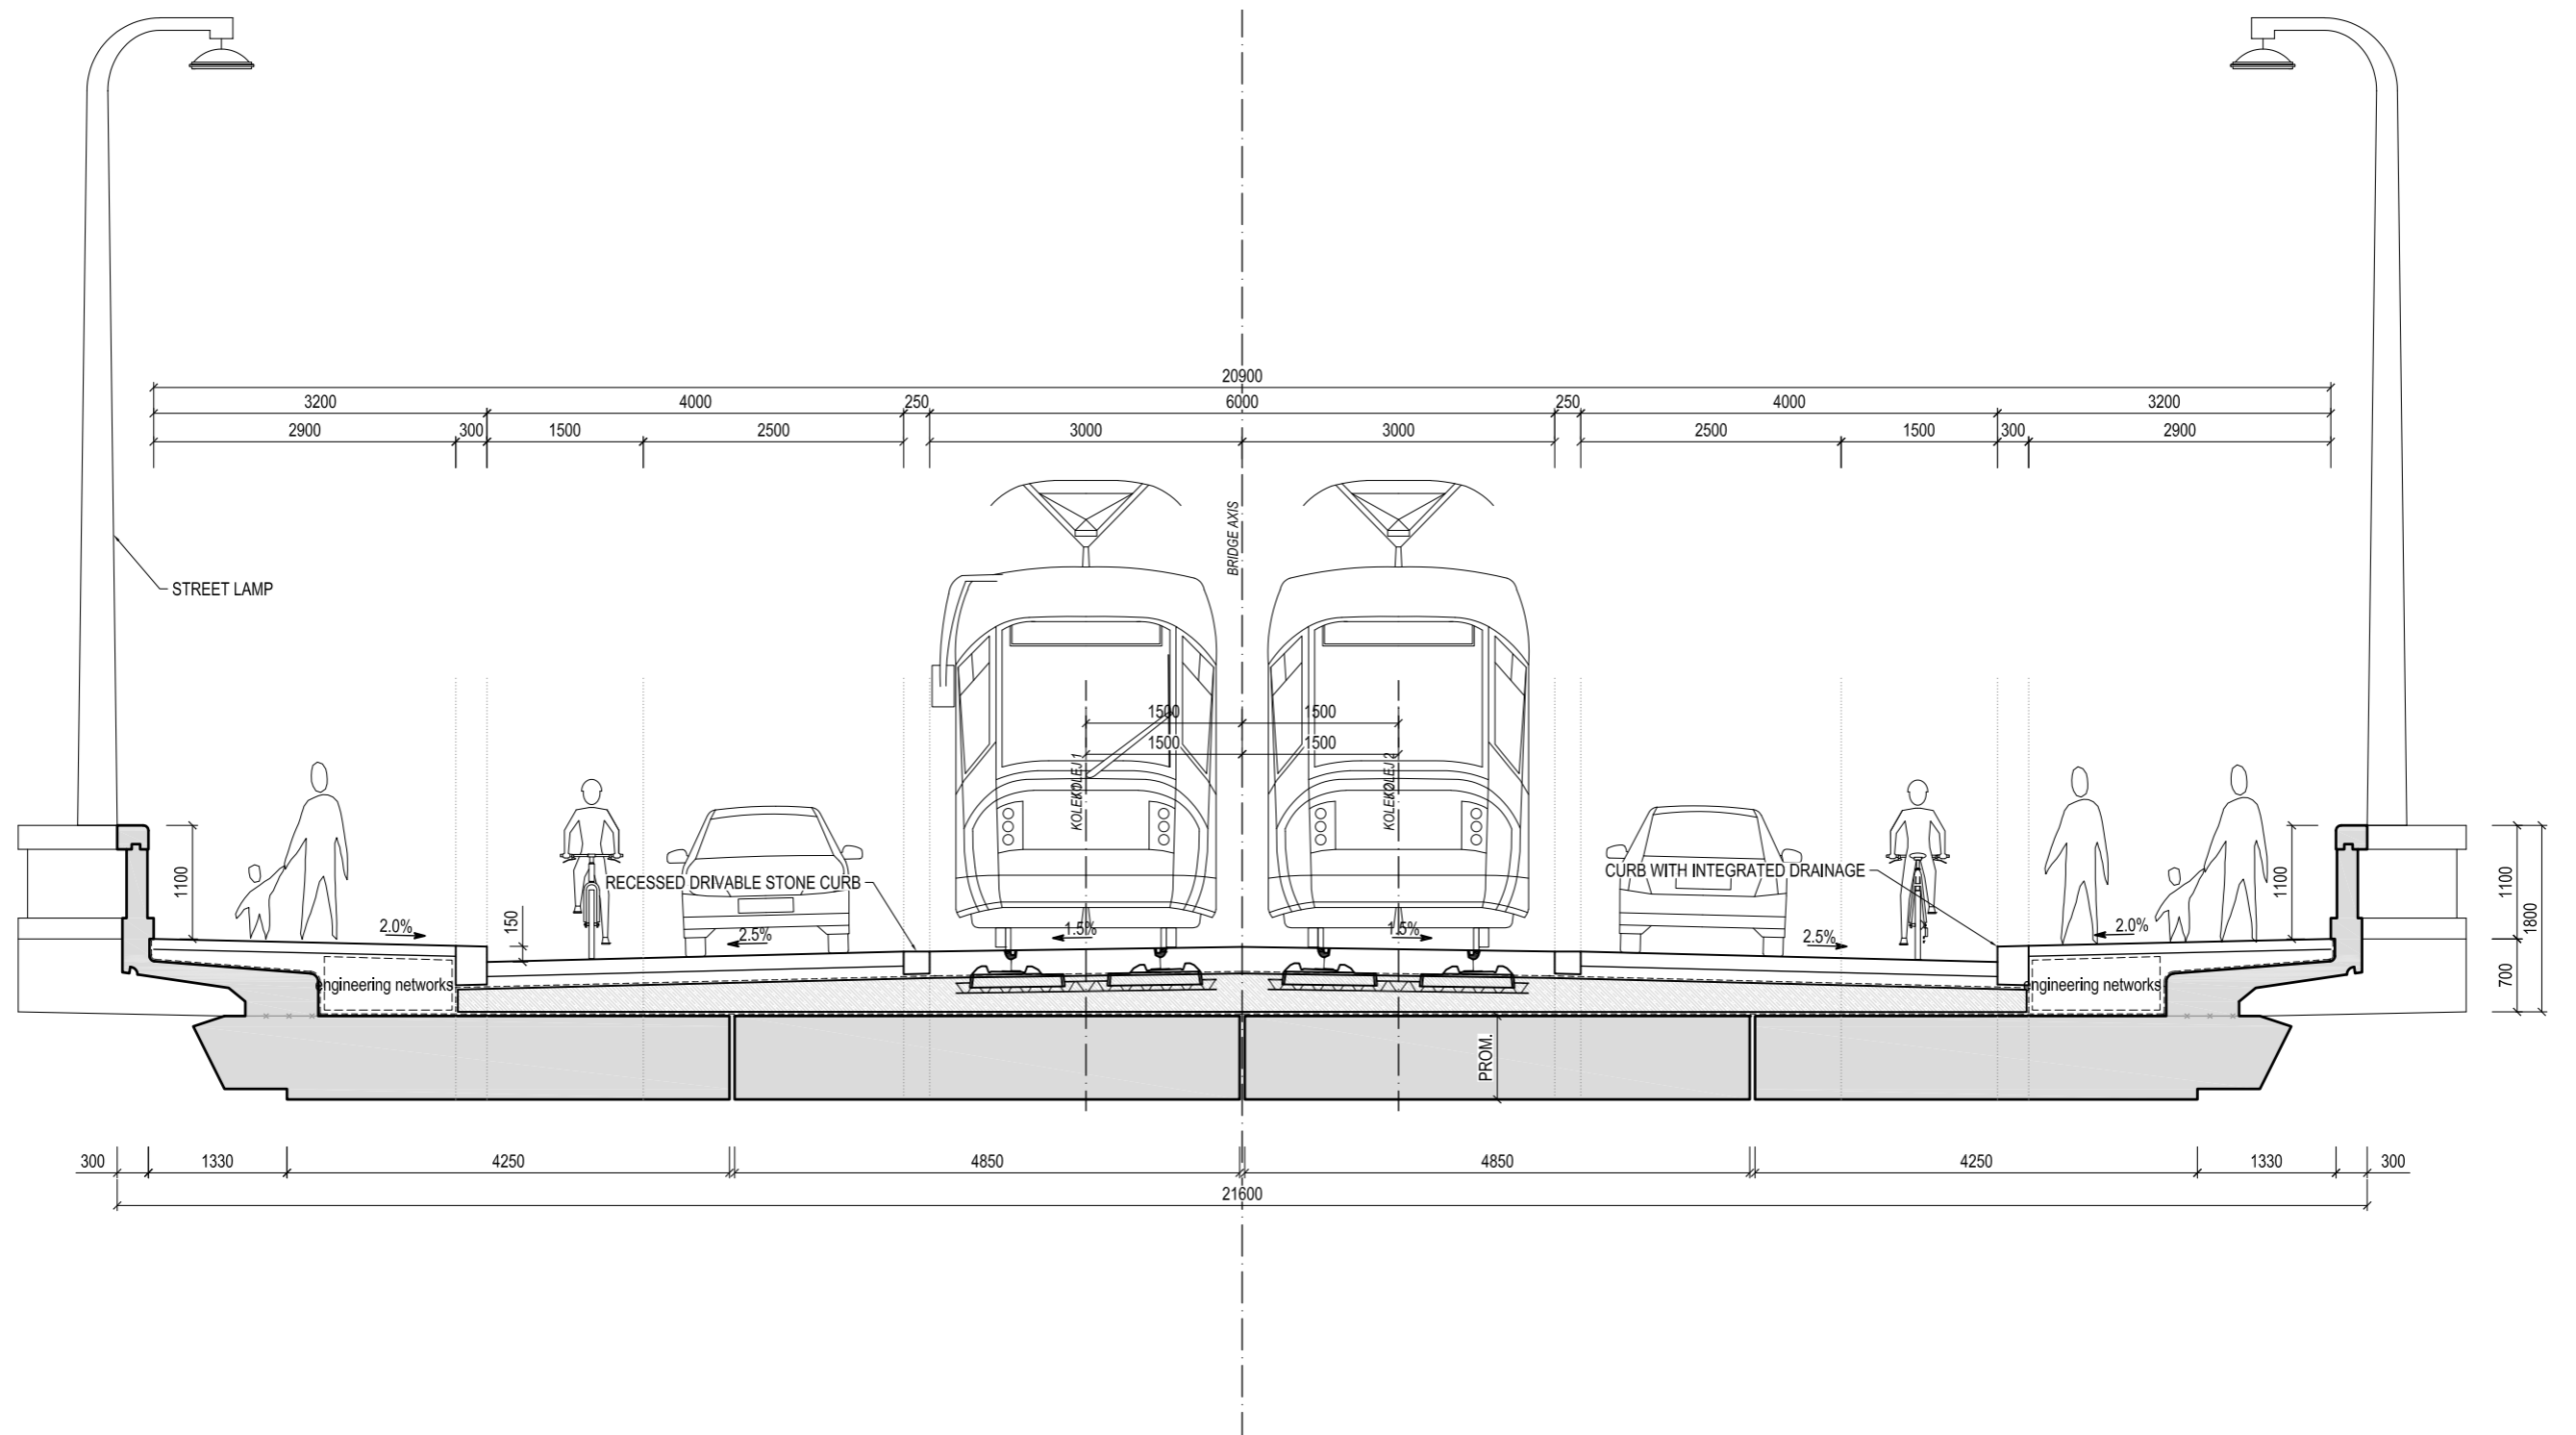 20900
3200 4000 250 6000 250 4000 3200
2900 300 1500 2500 3000 3000 2500 1500 300 2900
BRIDGE AXIS
STREET LAMP
1500 1500
1500 1500
KOLEJ 1
KOLEJ 2
RECESSED DRIVABLE STONE CURB
CURB WITH INTEGRATED DRAINAGE
1100
150
1100
1100
1800
700
2.0%
2.5%
1.5%
1.5%
2.5%
2.0%
engineering networks
engineering networks
PROM.
300 1330 4250 4850 4850 4250 1330 300
21600